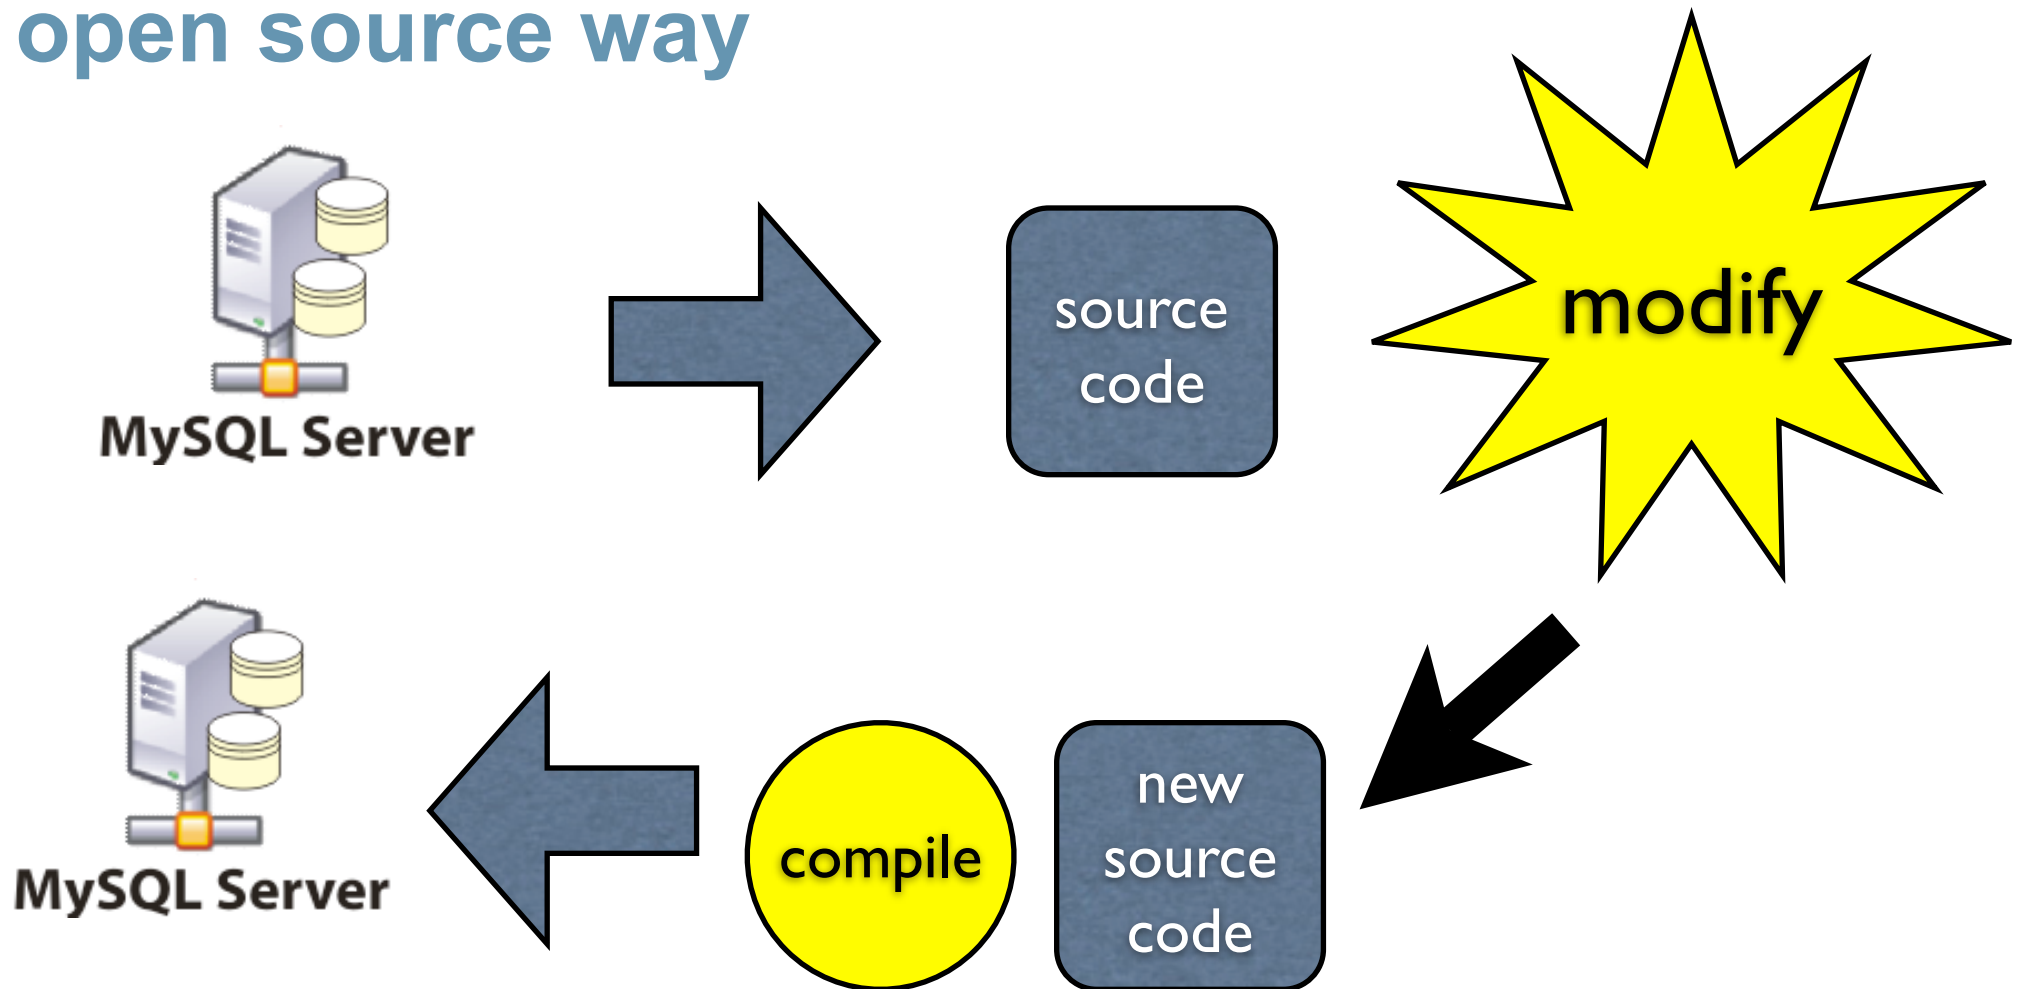 open source way
source
code
modify
MySQL Server
compile
new
source
code
MySQL Server